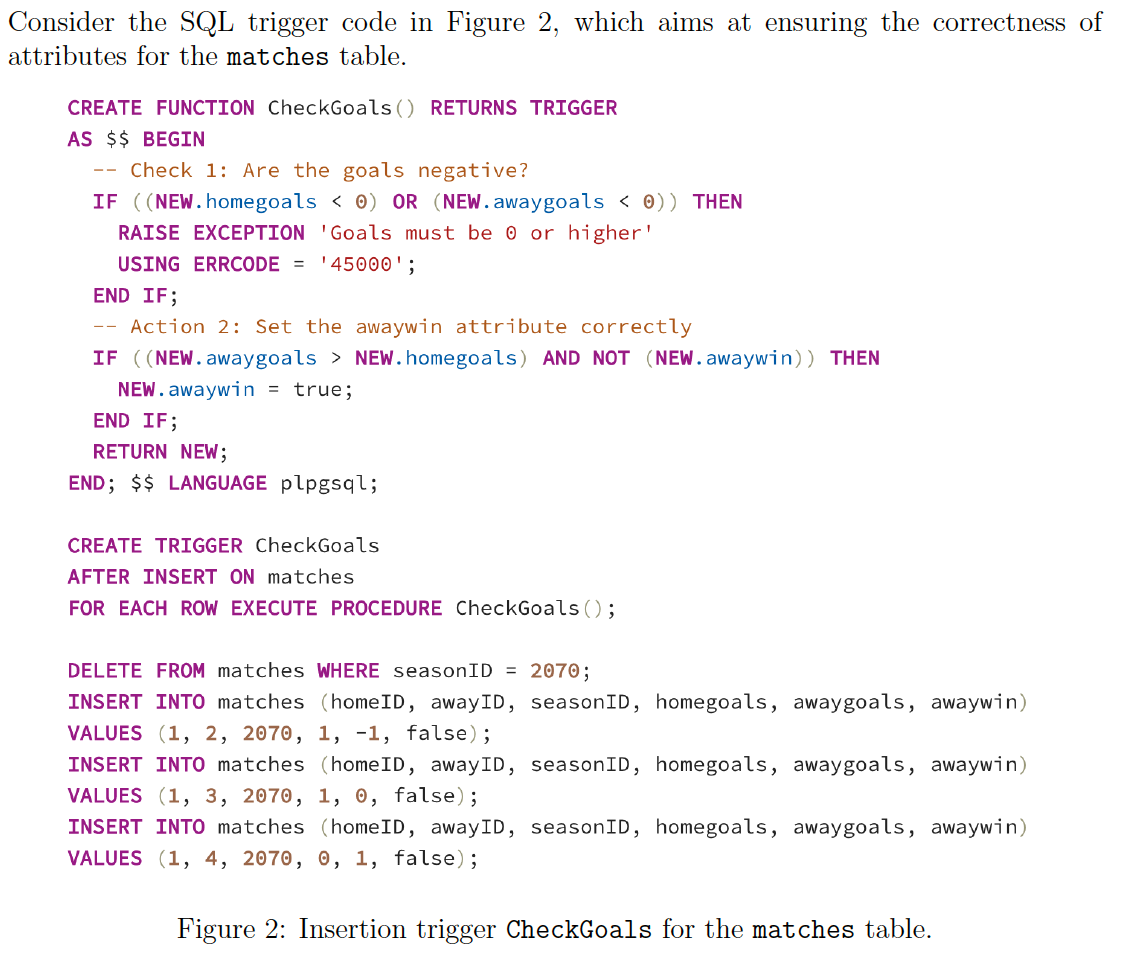 Consider the SQL trigger code in Figure 2, which aims at ensuring the correctness of
attributes for the matches table.
CREATE FUNCTION CheckGoals() RETURNS TRIGGER
AS $$ BEGIN
-- Check 1: Are the goals negative?
IF ((NEW.homegoals < 0) OR (NEW.awaygoals < 0)) THEN
RAISE EXCEPTION 'Goals must be 0 or higher'
USING ERRCODE = '45000';
END IF;
-- Action 2: Set the awaywin attribute correctly
IF ((NEW.awaygoals > NEW.homegoals) AND NOT (NEW.awaywin)) THEN
NEW.awaywin = true;
END IF;
RETURN NEW;
END; $$ LANGUAGE plpgsql;
CREATE TRIGGER CheckGoals
AFTER INSERT ON matches
FOR EACH ROW EXECUTE PROCEDURE CheckGoals();
DELETE FROM matches WHERE seasonID = 2070;
INSERT INTO matches (homeID, awayID, seasonID, homegoals, awaygoals, awaywin)
VALUES (1, 2, 2070, 1, -1, false);
INSERT INTO matches (homeID, awayID, seasonID, homegoals, awaygoals, awaywin)
VALUES (1, 3, 2070, 1, 0, false);
INSERT INTO matches (homeID, awayID, seasonID, homegoals, awaygoals, awaywin)
VALUES (1, 4, 2070, 0, 1, false);
Figure 2: Insertion trigger CheckGoals for the matches table.